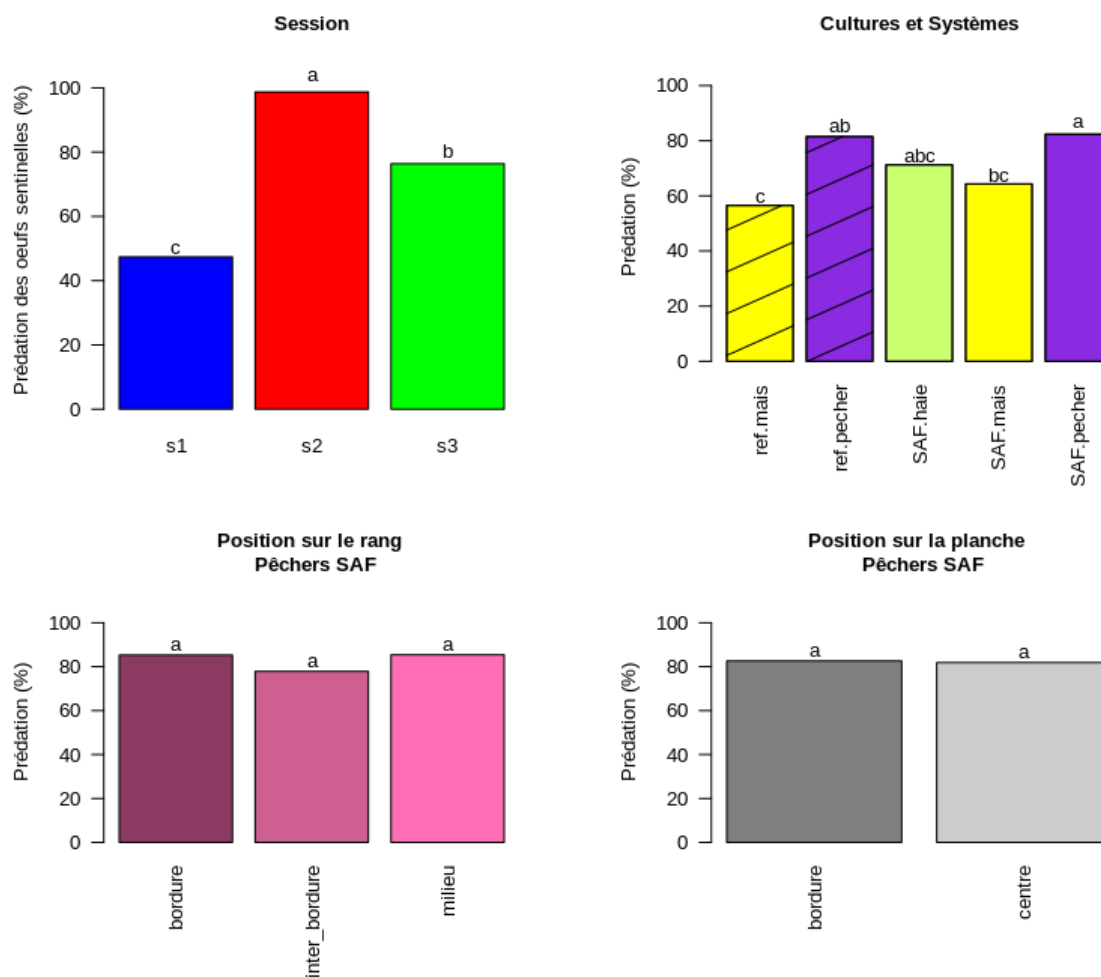 Session
Prédation des oeufs sentinelles (%)
100
80
60
40
20
0
c
a
b
s1
s2
s3
Cultures et Systèmes
Prédation (%)
100
80
60
40
20
0
c
ab
abc
bc
a
ref.mais
ref.pecher
SAF.haie
SAF.mais
SAF.pecher
Position sur le rang
Pêchers SAF
Prédation (%)
100
80
60
40
20
0
a
a
a
bordure
inter_bordure
milieu
Position sur la planche
Pêchers SAF
Prédation (%)
100
80
60
40
20
0
a
a
bordure
centre